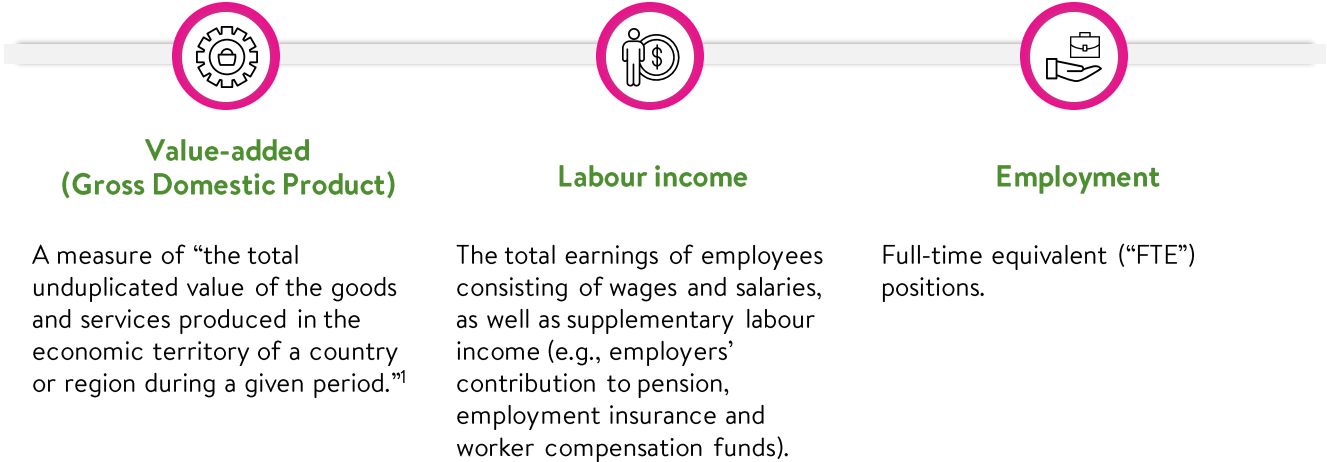 Value-added
(Gross Domestic Product)
A measure of “the total
unduplicated value of the goods
and services produced in the
economic territory of a country
or region during a given period.”1
$
Labour income
The total earnings of employees
consisting of wages and salaries,
as well as supplementary labour
income (e.g., employers’
contribution to pension,
employment insurance and
worker compensation funds).
Employment
Full-time equivalent (“FTE”)
positions.